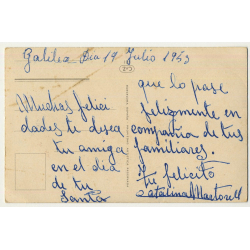 Galilea Dia 19 Julio 1953
Muchas felici
dades te desea
tu amiga
en el dia
de tu
Santo
que lo pase
felizmente en
compañia de tus
familiares.
tu felicito
Catalina Martorell